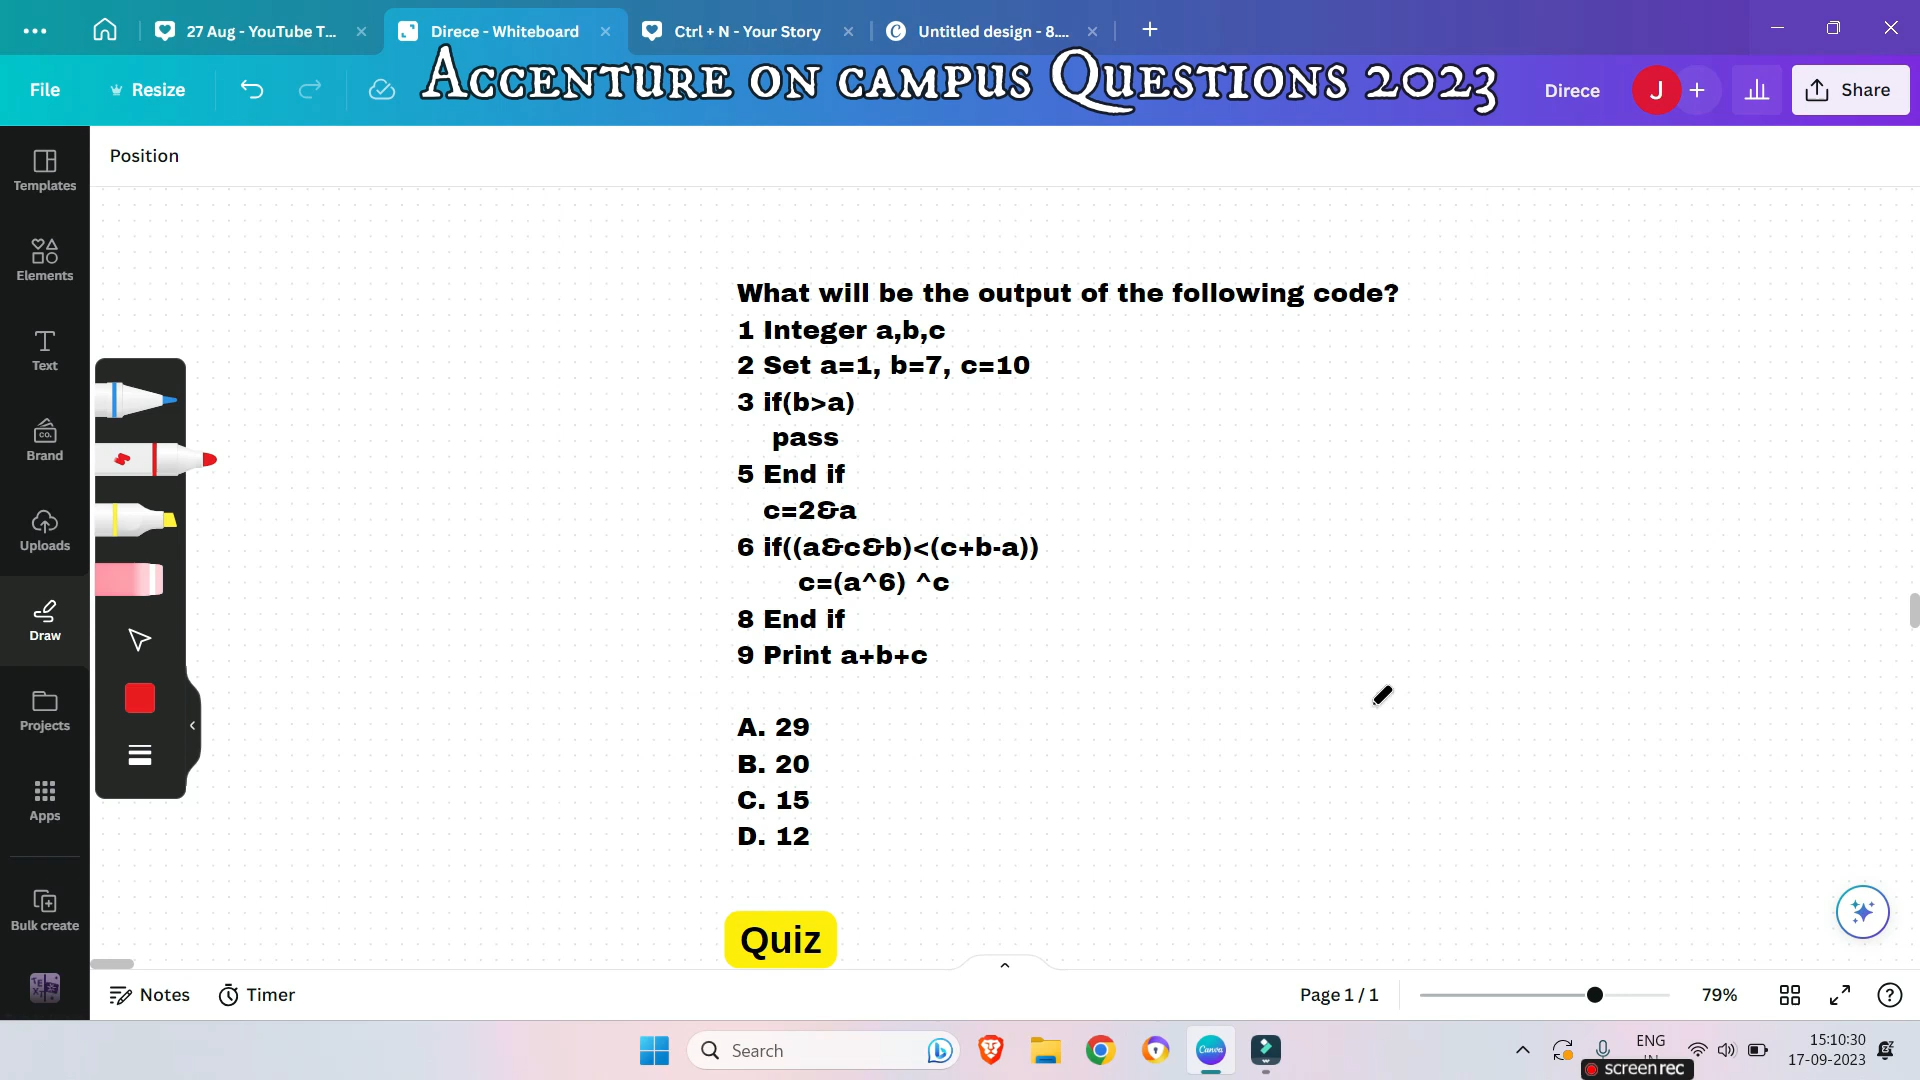 27 Aug - YouTube T...
Direce - Whiteboard
Ctrl + N - Your Story
Untitled design - 8....
File
Resize
ACCENTURE ON CAMPUS QUESTIONS 2023
Direce
J
Share
Position
Templates
Elements
Text
CO.
Brand
Uploads
Draw
Projects
Apps
Bulk create
What will be the output of the following code?
1 Integer a,b,c
2 Set a=1, b=7, c=10
3 if(b>a)
pass
5 End if
c=2&a
6 if((a&c&b)<(c+b-a))
c=(a^6) ^c
8 End if
9 Print a+b+c
A. 29
B. 20
C. 15
D. 12
Quiz
Notes
Timer
Page 1 / 1
79%
Search
Canva
ENG
15:10:30
17-09-2023
screenrec